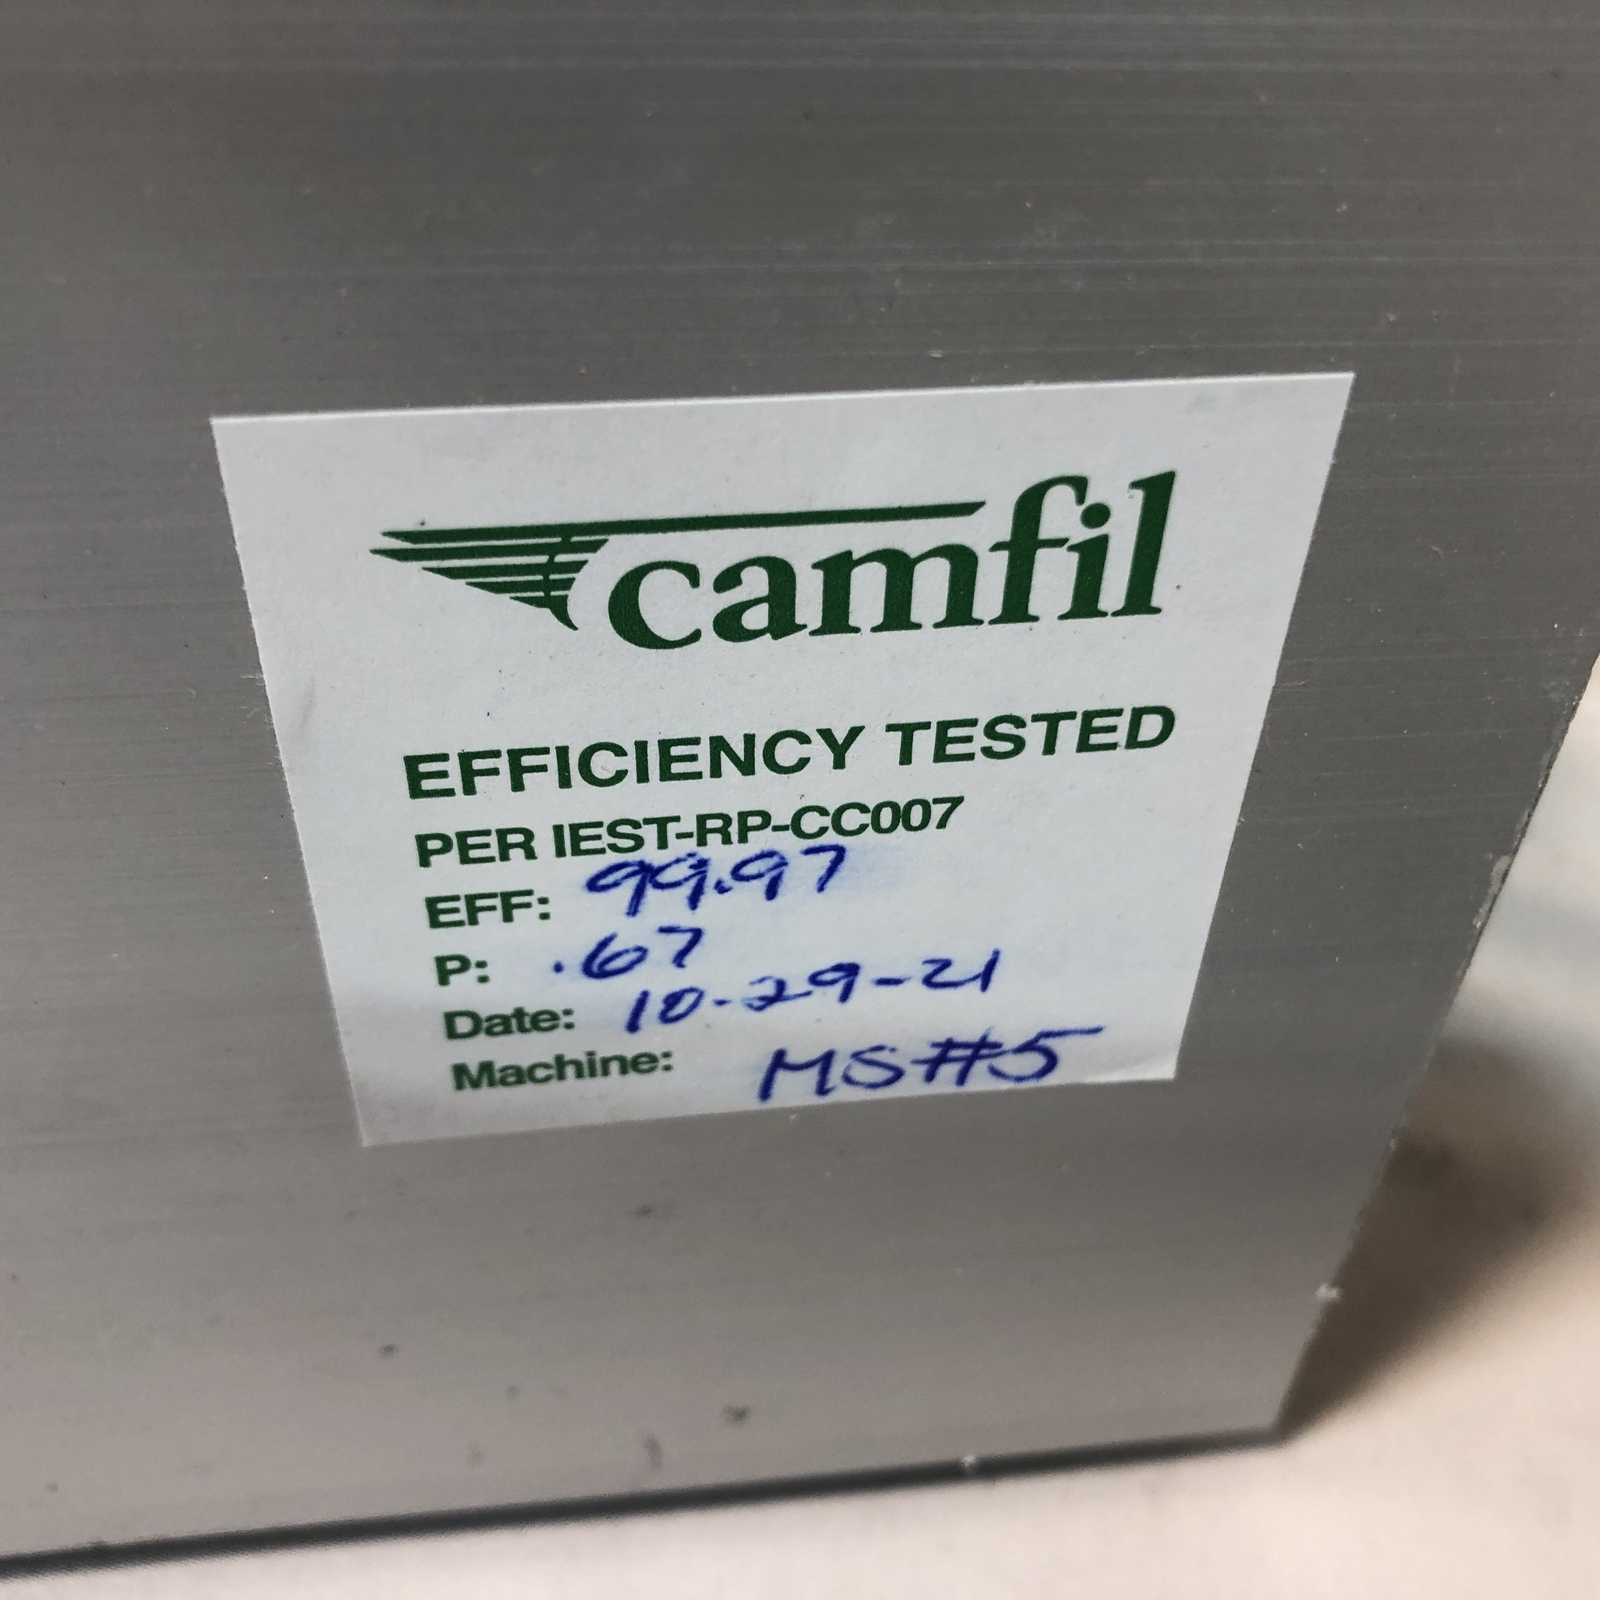 camfil
EFFICIENCY TESTED
PER IEST-RP-CC007
EFF: 99.97
P: .67
Date: 10-29-21
Machine: MS#5